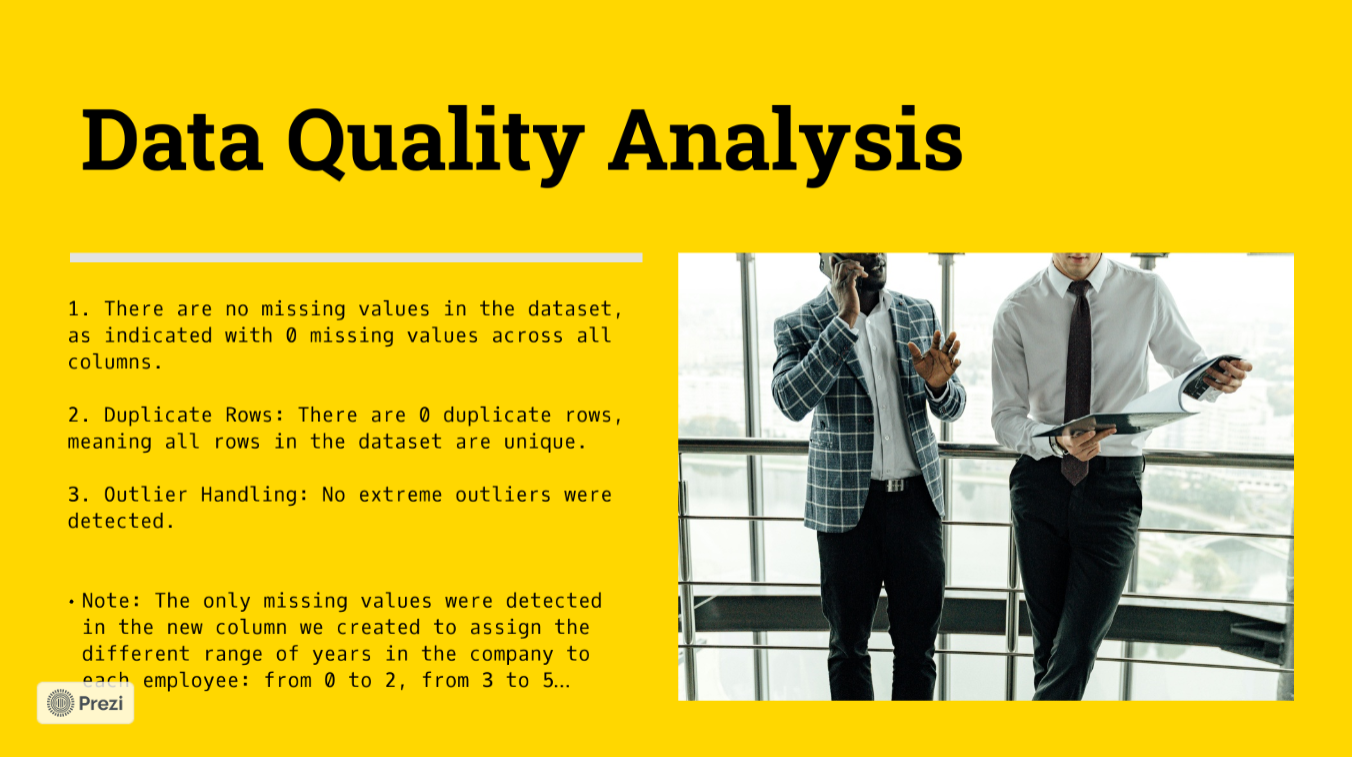 Data Quality Analysis
1. There are no missing values in the dataset,
as indicated with 0 missing values across all
columns.
2. Duplicate Rows: There are 0 duplicate rows,
meaning all rows in the dataset are unique.
3. Outlier Handling: No extreme outliers were
detected.
• Note: The only missing values were detected
in the new column we created to assign the
different range of years in the company to
each employee: from 0 to 2, from 3 to 5...
Prezi